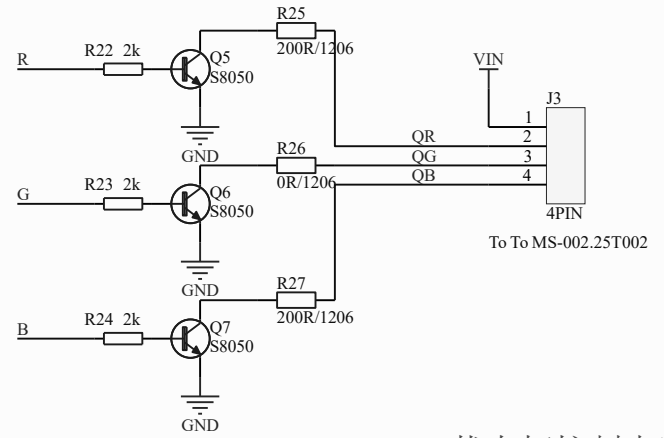 R25
200R/1206
R22 2k
R
Q5
S8050
GND
VIN
J3
1
2
3
4
QR
QG
QB
4PIN
To To MS-002.25T002
R26
0R/1206
R23 2k
G
Q6
S8050
GND
R27
200R/1206
R24 2k
B
Q7
S8050
GND